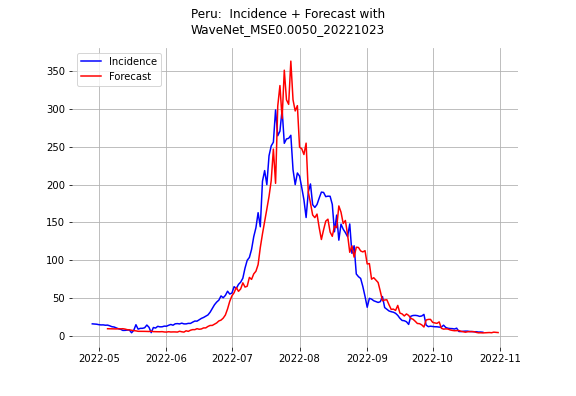 Peru:  Incidence + Forecast with
WaveNet_MSE0.0050_20221023
Incidence
Forecast
350
300
250
200
150
100
50
0
2022-05 2022-06 2022-07 2022-08 2022-09 2022-10 2022-11